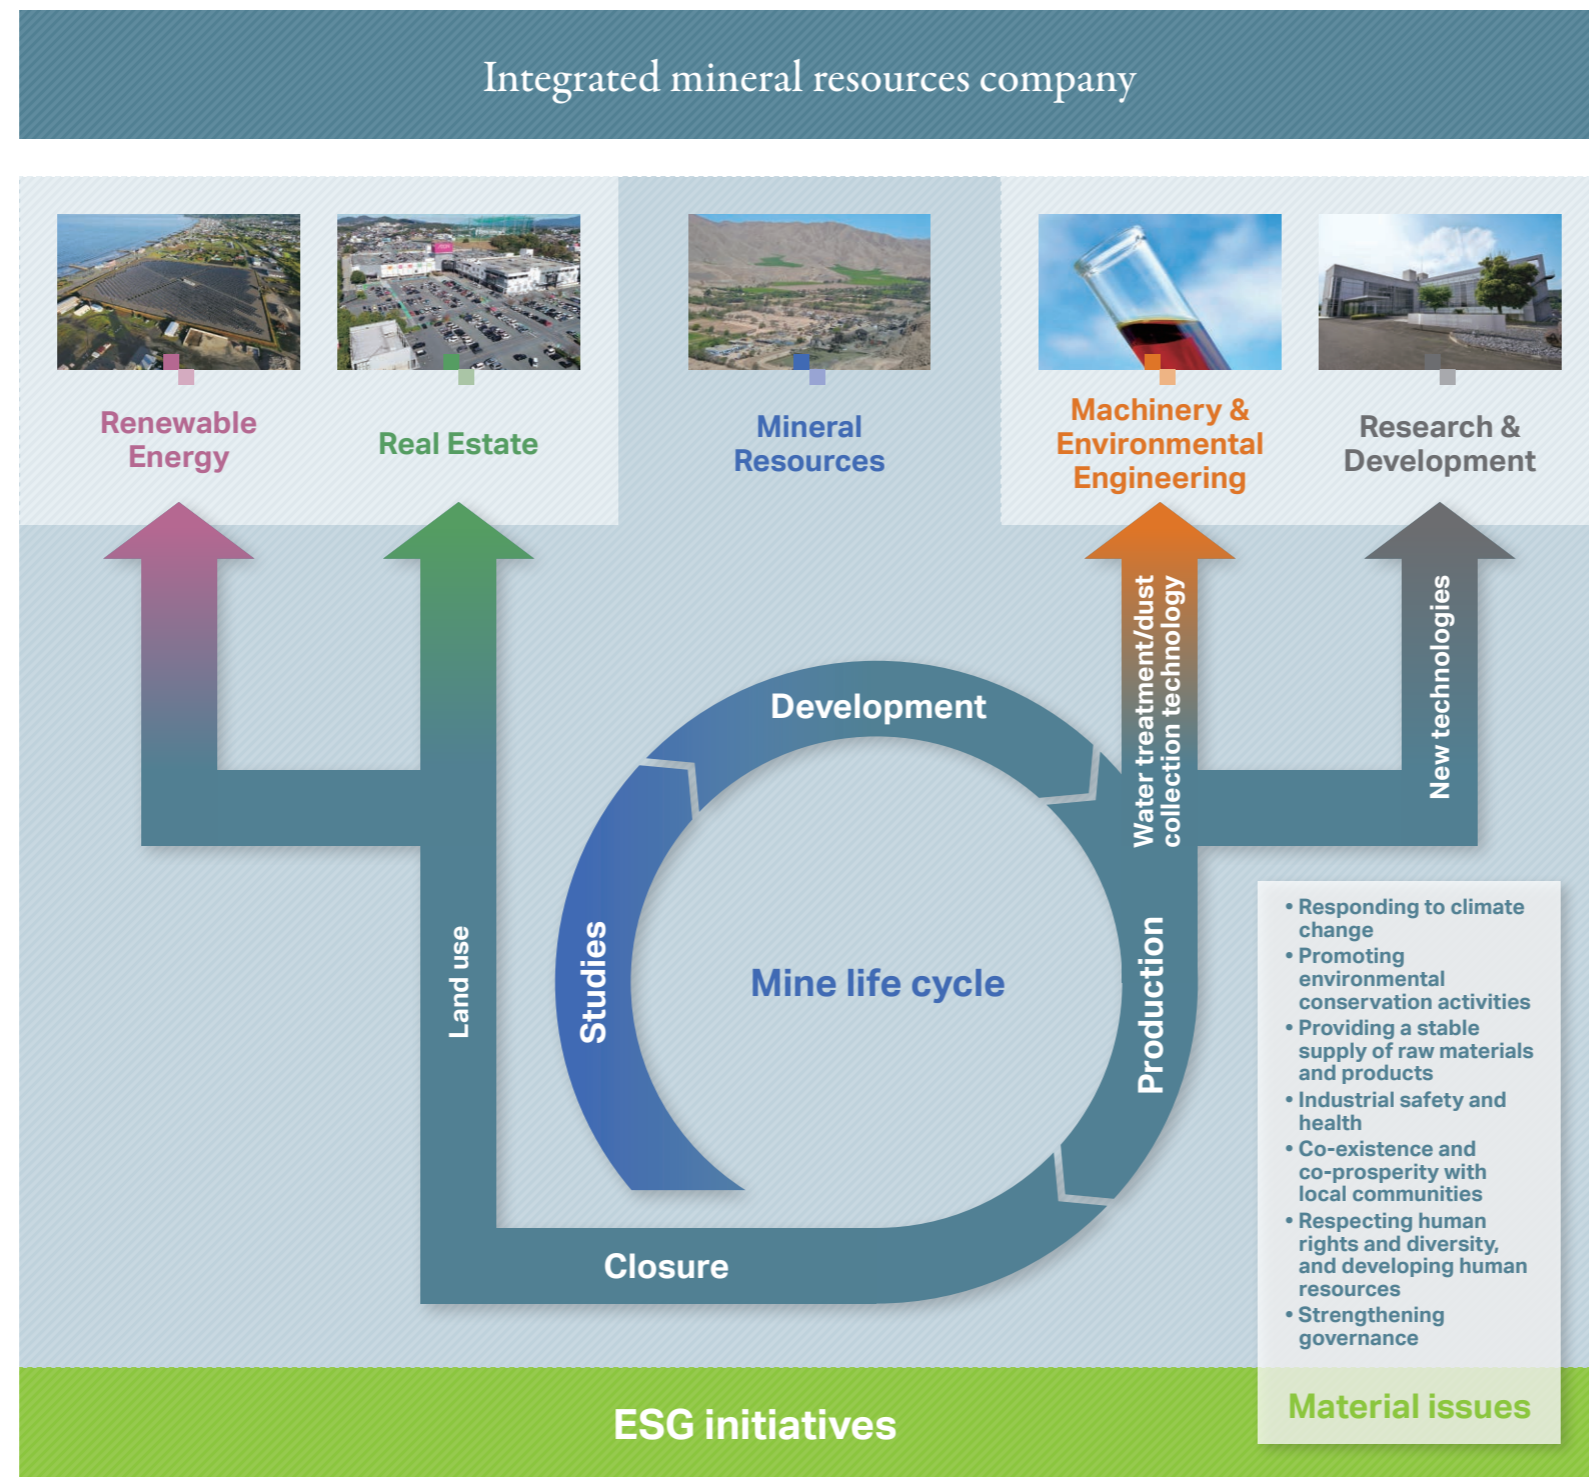 Integrated mineral resources company
Renewable
Energy
Real Estate
Mineral
Resources
Machinery &
Environmental
Engineering
Research &
Development
Water treatment/dust
collection technology
New technologies
Development
Studies
Mine life cycle
Production
Land use
Closure
• Responding to climate
change
• Promoting
environmental
conservation activities
• Providing a stable
supply of raw materials
and products
• Industrial safety and
health
• Co-existence and
co-prosperity with
local communities
• Respecting human
rights and diversity,
and developing human
resources
• Strengthening
governance
Material issues
ESG initiatives